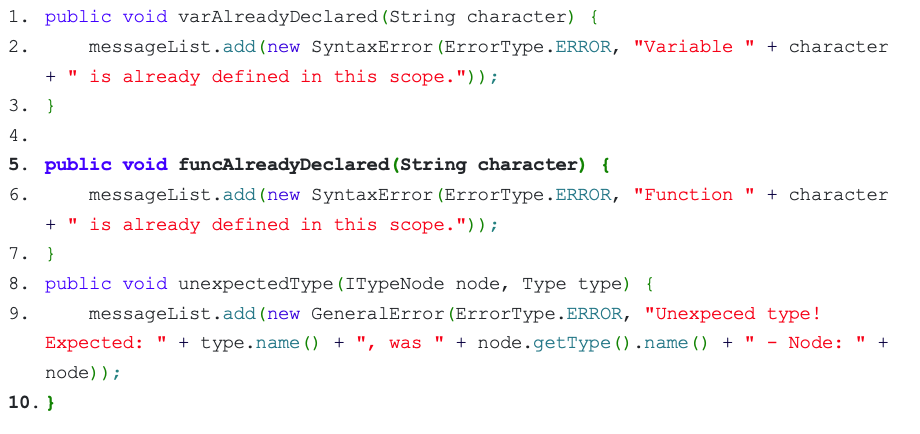 1. public void varAlreadyDeclared(String character) {
2.     messageList.add(new SyntaxError(ErrorType.ERROR, "Variable " + character
+ " is already defined in this scope."));
3. }
4.
5. public void funcAlreadyDeclared(String character) {
6.     messageList.add(new SyntaxError(ErrorType.ERROR, "Function " + character
+ " is already defined in this scope."));
7. }
8. public void unexpectedType(ITypeNode node, Type type) {
9.     messageList.add(new GeneralError(ErrorType.ERROR, "Unexpeced type!
Expected: " + type.name() + ", was " + node.getType().name() + " - Node: " +
node));
10. }